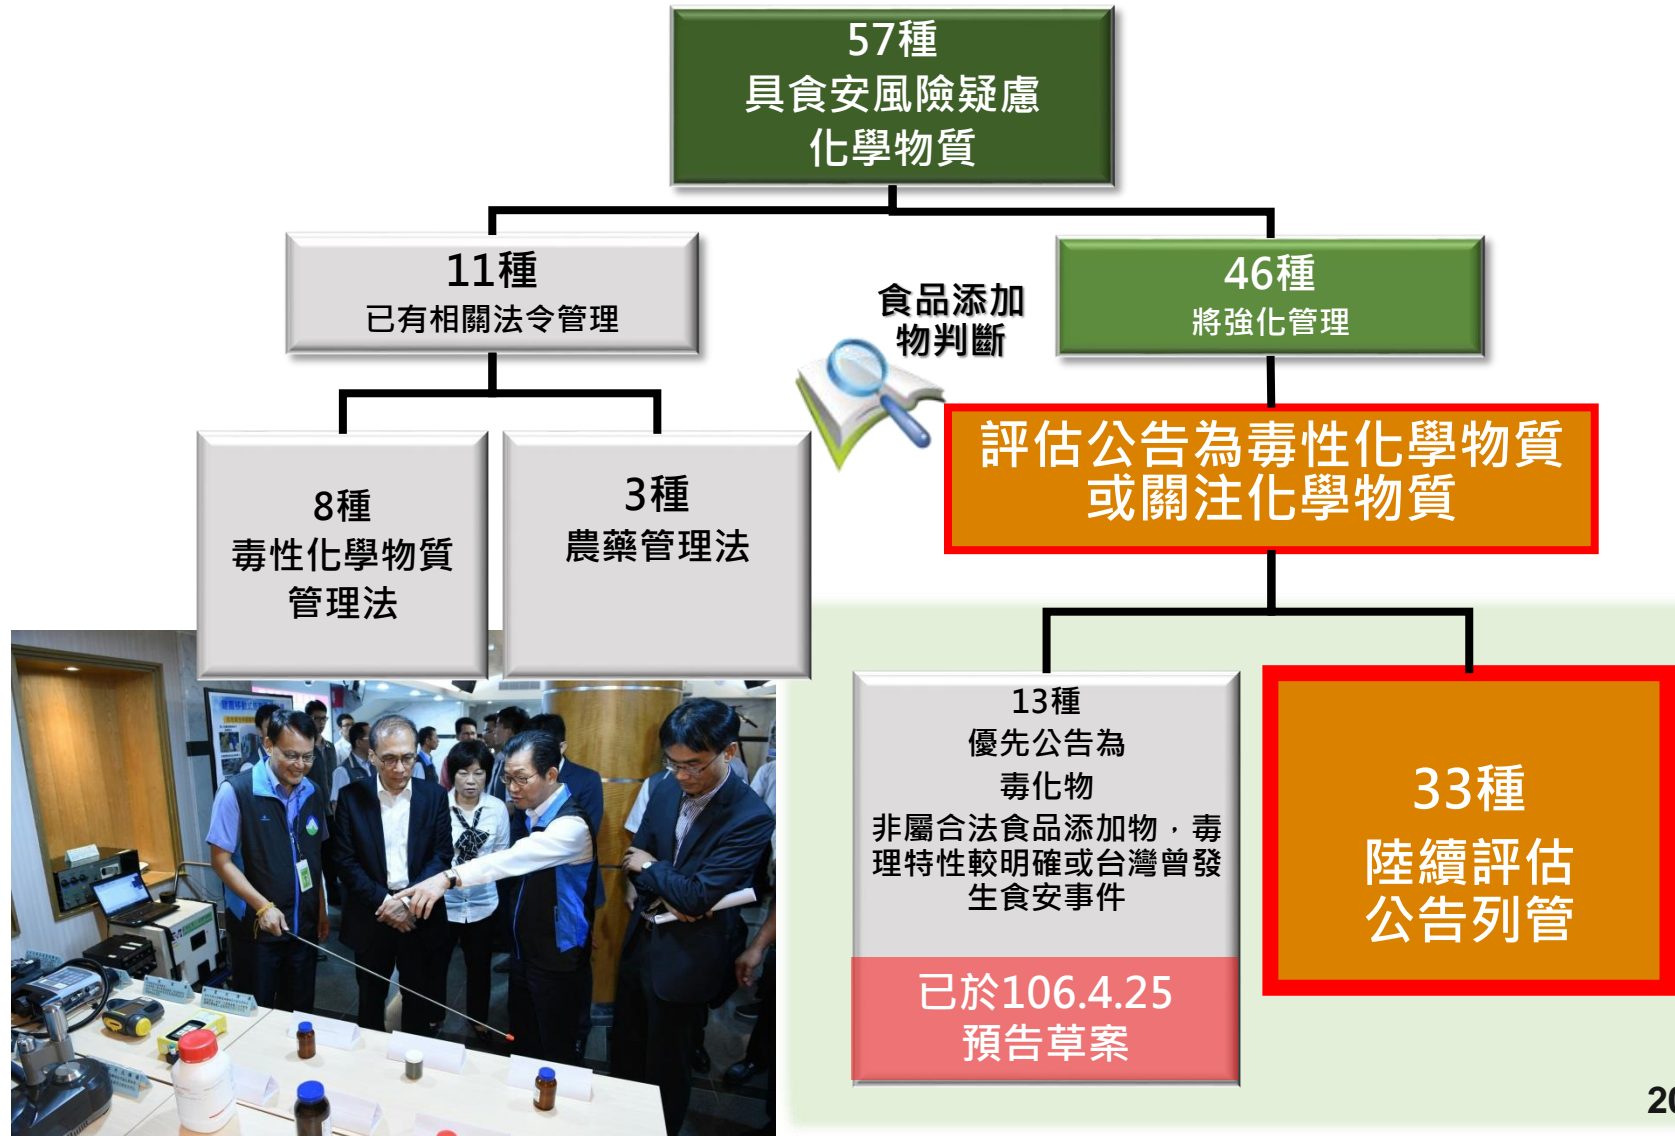 57種
具食安風險疑慮
化學物質
11種
已有相關法令管理
食品添加
物判斷
46種
將強化管理
評估公告為毒性化學物質
或關注化學物質
8種
毒性化學物質
管理法
3種
農藥管理法
13種
優先公告為
毒化物
非屬合法食品添加物，毒
理特性較明確或台灣曾發
生食安事件
已於106.4.25
預告草案
33種
陸續評估
公告列管
20